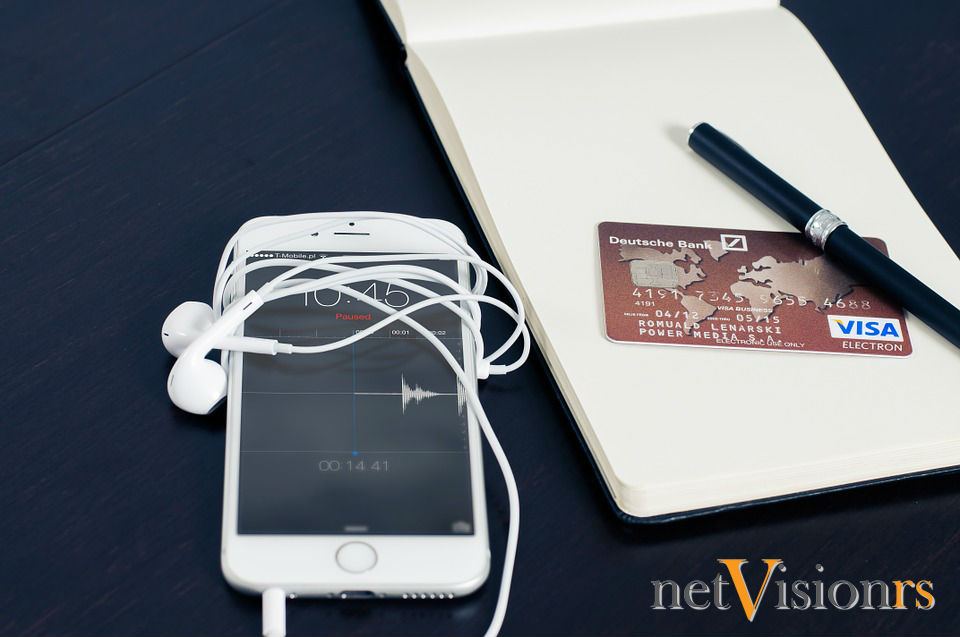 T-Mobile.pl
10:45
Paused
00:01
00:02
00:14.41
Deutsche Bank
4191 7345 9655 4688
4191
VISA BUSINESS
04/12
05/15
ROMUALD LENARSKI
POWER MEDIA S.A.
ELECTRONIC USE ONLY
VISA
ELECTRON
netVisionrs